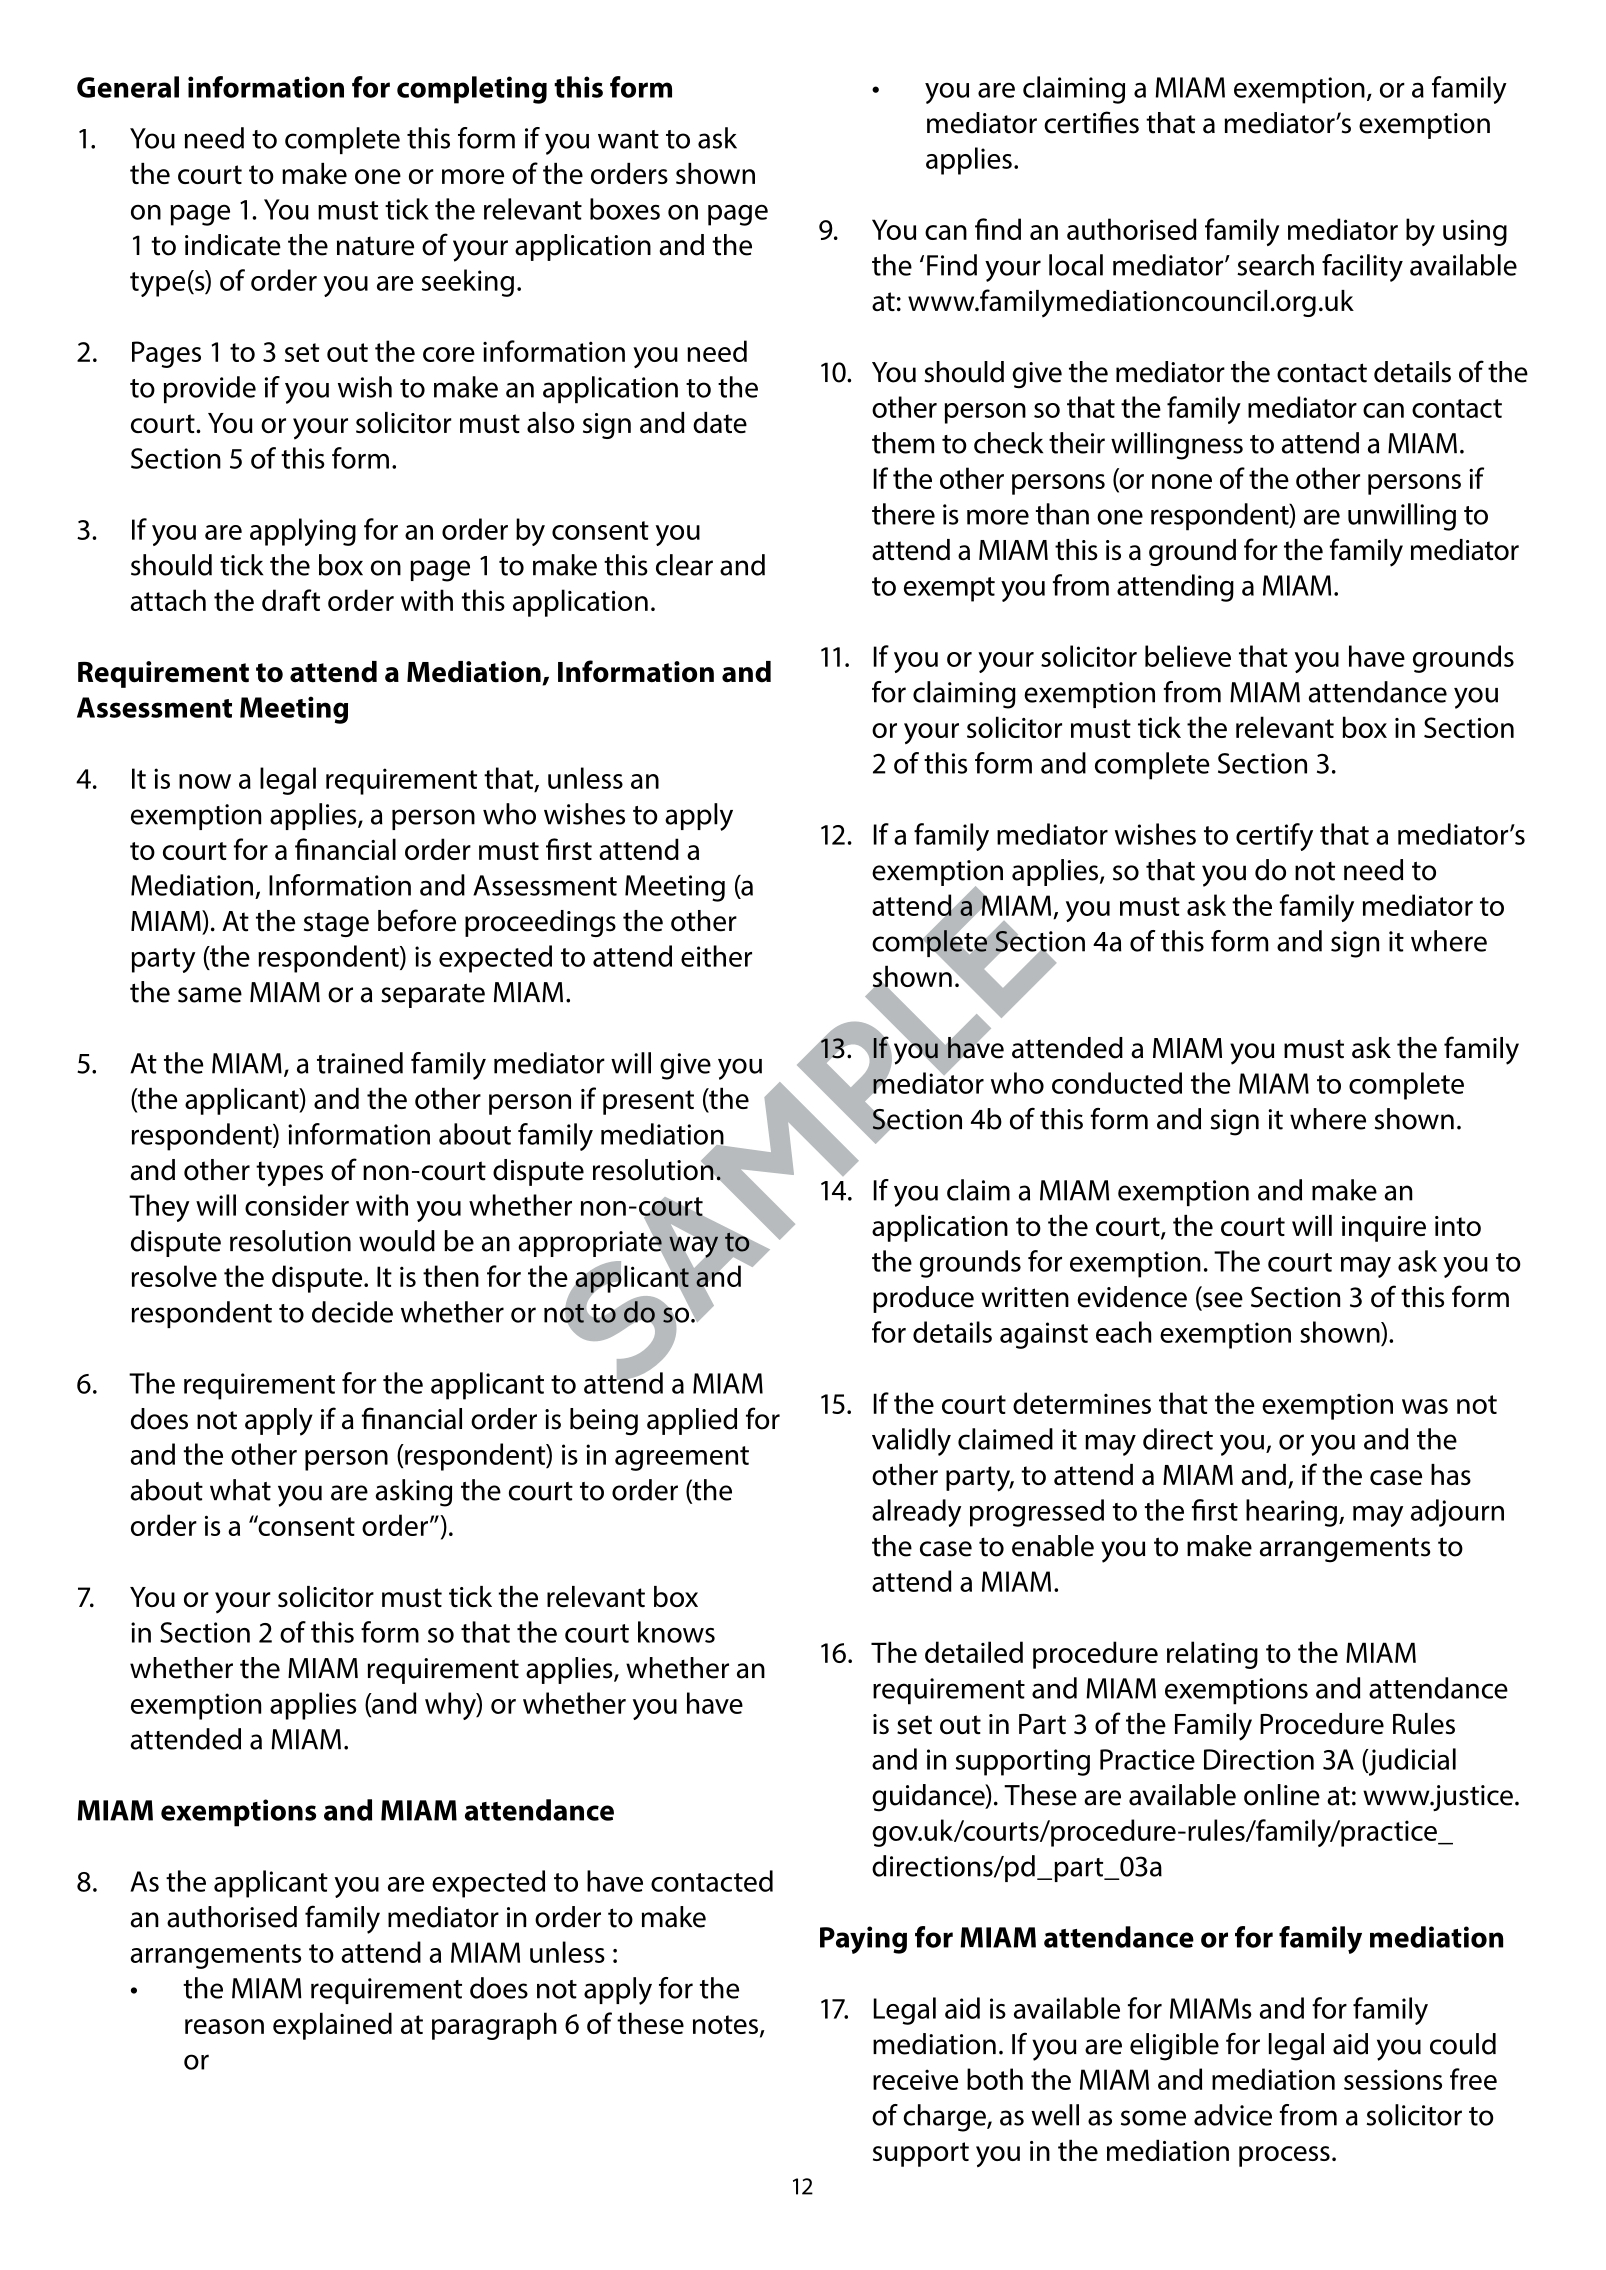 General information for completing this form
1. You need to complete this form if you want to ask
the court to make one or more of the orders shown
on page 1. You must tick the relevant boxes on page
1 to indicate the nature of your application and the
type(s) of order you are seeking.
2. Pages 1 to 3 set out the core information you need
to provide if you wish to make an application to the
court. You or your solicitor must also sign and date
Section 5 of this form.
3. If you are applying for an order by consent you
should tick the box on page 1 to make this clear and
attach the draft order with this application.
Requirement to attend a Mediation, Information and
Assessment Meeting
4. It is now a legal requirement that, unless an
exemption applies, a person who wishes to apply
to court for a financial order must first attend a
Mediation, Information and Assessment Meeting (a
MIAM). At the stage before proceedings the other
party (the respondent) is expected to attend either
the same MIAM or a separate MIAM.
5. At the MIAM, a trained family mediator will give you
(the applicant) and the other person if present (the
respondent) information about family mediation
and other types of non-court dispute resolution.
They will consider with you whether non-court
dispute resolution would be an appropriate way to
resolve the dispute. It is then for the applicant and
respondent to decide whether or not to do so.
6. The requirement for the applicant to attend a MIAM
does not apply if a financial order is being applied for
and the other person (respondent) is in agreement
about what you are asking the court to order (the
order is a “consent order”).
7. You or your solicitor must tick the relevant box
in Section 2 of this form so that the court knows
whether the MIAM requirement applies, whether an
exemption applies (and why) or whether you have
attended a MIAM.
MIAM exemptions and MIAM attendance
8. As the applicant you are expected to have contacted
an authorised family mediator in order to make
arrangements to attend a MIAM unless :
• the MIAM requirement does not apply for the
reason explained at paragraph 6 of these notes,
or
• you are claiming a MIAM exemption, or a family
mediator certifies that a mediator’s exemption
applies.
9. You can find an authorised family mediator by using
the ‘Find your local mediator’ search facility available
at: www.familymediationcouncil.org.uk
10. You should give the mediator the contact details of the
other person so that the family mediator can contact
them to check their willingness to attend a MIAM.
If the other persons (or none of the other persons if
there is more than one respondent) are unwilling to
attend a MIAM this is a ground for the family mediator
to exempt you from attending a MIAM.
11. If you or your solicitor believe that you have grounds
for claiming exemption from MIAM attendance you
or your solicitor must tick the relevant box in Section
2 of this form and complete Section 3.
12. If a family mediator wishes to certify that a mediator’s
exemption applies, so that you do not need to
attend a MIAM, you must ask the family mediator to
complete Section 4a of this form and sign it where
shown.
13. If you have attended a MIAM you must ask the family
mediator who conducted the MIAM to complete
Section 4b of this form and sign it where shown.
14. If you claim a MIAM exemption and make an
application to the court, the court will inquire into
the grounds for exemption. The court may ask you to
produce written evidence (see Section 3 of this form
for details against each exemption shown).
15. If the court determines that the exemption was not
validly claimed it may direct you, or you and the
other party, to attend a MIAM and, if the case has
already progressed to the first hearing, may adjourn
the case to enable you to make arrangements to
attend a MIAM.
16. The detailed procedure relating to the MIAM
requirement and MIAM exemptions and attendance
is set out in Part 3 of the Family Procedure Rules
and in supporting Practice Direction 3A (judicial
guidance). These are available online at: www.justice.
gov.uk/courts/procedure-rules/family/practice_
directions/pd_part_03a
Paying for MIAM attendance or for family mediation
17. Legal aid is available for MIAMs and for family
mediation. If you are eligible for legal aid you could
receive both the MIAM and mediation sessions free
of charge, as well as some advice from a solicitor to
support you in the mediation process.
12
SAMPLE